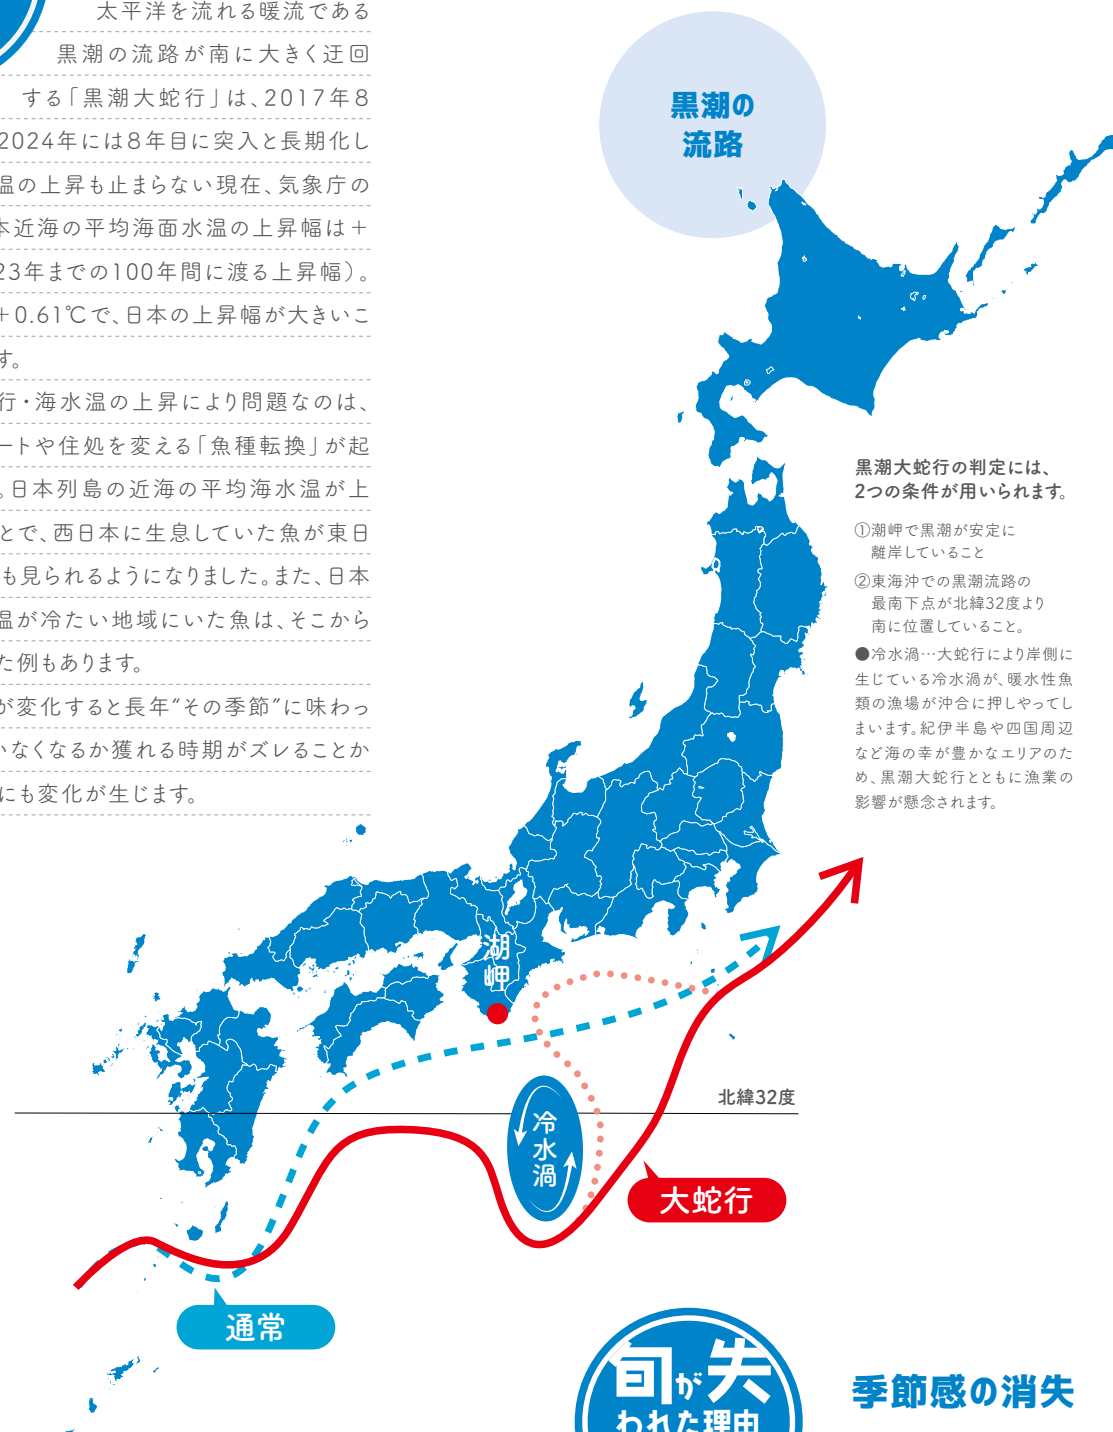 太平洋を流れる暖流である
黒潮の流路が南に大きく迂回
する「黒潮大蛇行」は、2017年8
2024年には8年目に突入と長期化し
温の上昇も止まらない現在、気象庁の
本近海の平均海面水温の上昇幅は＋
23年までの100年間に渡る上昇幅）。
＋0.61℃で、日本の上昇幅が大きいこ
す。
行・海水温の上昇により問題なのは、
ートや住処を変える「魚種転換」が起
。日本列島の近海の平均海水温が上
とで、西日本に生息していた魚が東日
も見られるようになりました。また、日本
温が冷たい地域にいた魚は、そこから
た例もあります。
が変化すると長年“その季節”に味わっ
いなくなるか獲れる時期がズレることか
にも変化が生じます。
黒潮の
流路
黒潮大蛇行の判定には、
2つの条件が用いられます。
①潮岬で黒潮が安定に
離岸していること
②東海沖での黒潮流路の
最南下点が北緯32度より
南に位置していること。
●冷水渦…大蛇行により岸側に
生じている冷水渦が、暖水性魚
類の漁場が沖合に押しやってし
まいます。紀伊半島や四国周辺
など海の幸が豊かなエリアのた
め、黒潮大蛇行とともに漁業の
影響が懸念されます。
湖岬
北緯32度
冷水渦
大蛇行
通常
旬が失
われた理由
季節感の消失